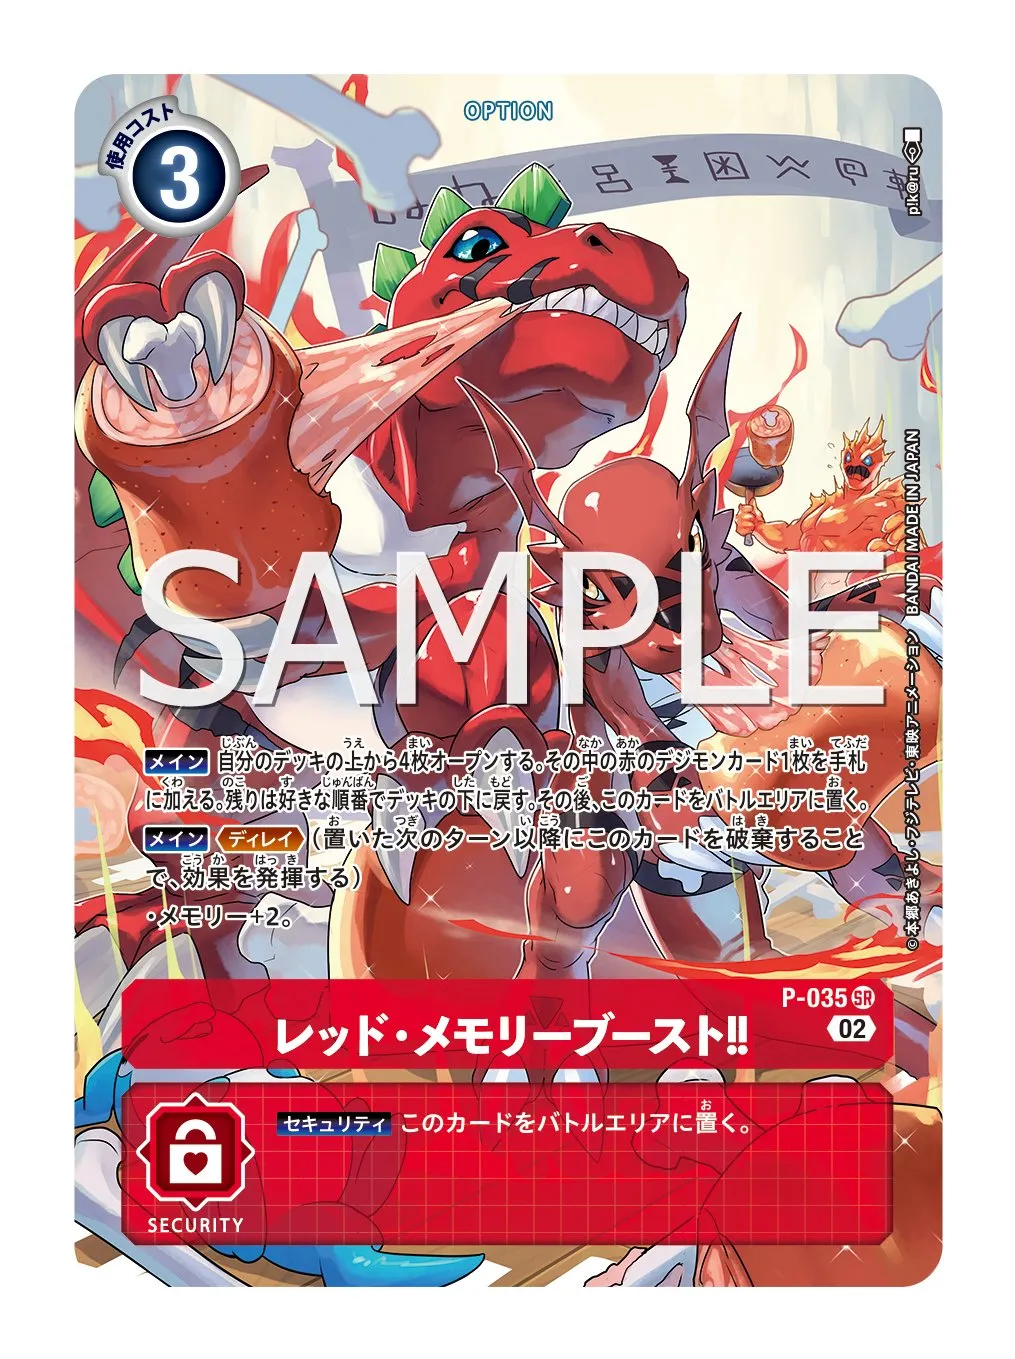 OPTION
使用コスト
3
p!k@ru
SAMPLE
メイン 自分のデッキの上から4枚オープンする。その中の赤のデジモンカード1枚を手札
に加える。残りは好きな順番でデッキの下に戻す。その後、このカードをバトルエリアに置く。
メイン ディレイ (置いた次のターン以降にこのカードを破棄すること
で、効果を発揮する)
・メモリー+2。
©本郷あきよし・フジテレビ・東映アニメーション BANDAI MADE IN JAPAN
P-035 SR
02
レッド・メモリーブースト!!
セキュリティ このカードをバトルエリアに置く。
SECURITY